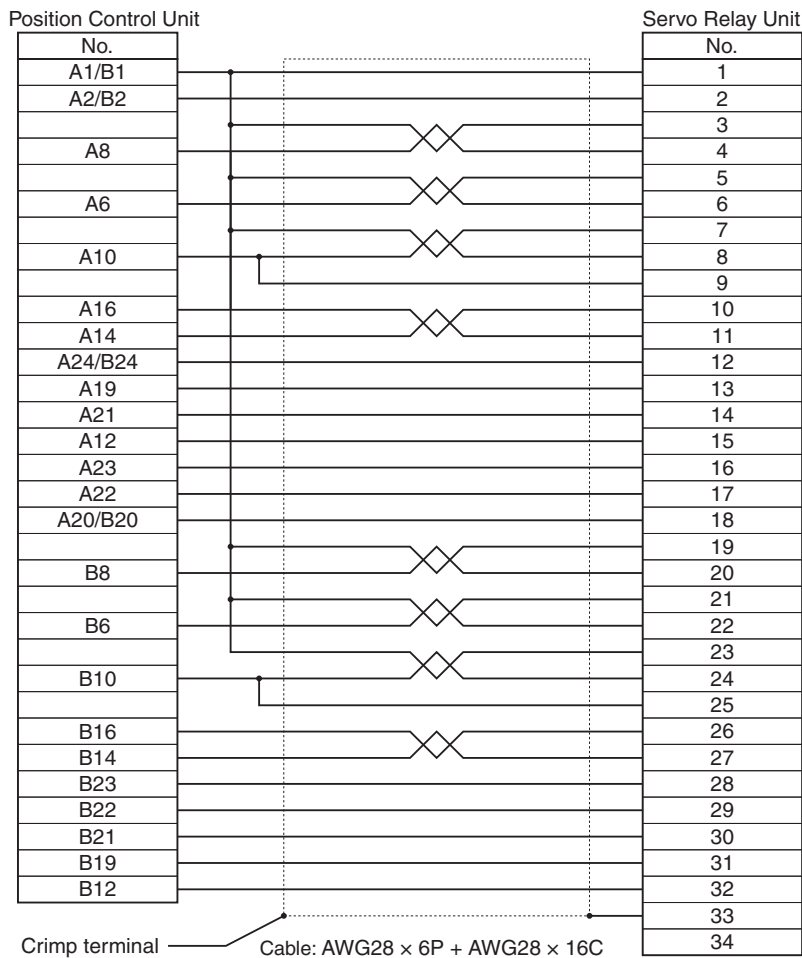 Position Control Unit Servo Relay Unit
No. No.
A1/B1 1
A2/B2 2
3
A8 4
5
A6 6
7
A10 8
9
A16 10
A14 11
A24/B24 12
A19 13
A21 14
A12 15
A23 16
A22 17
A20/B20 18
19
B8 20
21
B6 22
23
B10 24
25
B16 26
B14 27
B23 28
B22 29
B21 30
B19 31
B12 32
33
34
Crimp terminal Cable: AWG28 × 6P + AWG28 × 16C